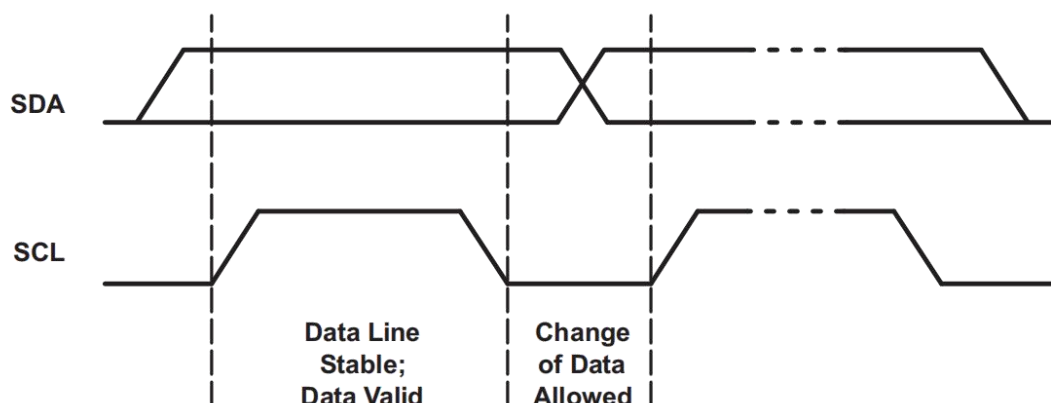 SDA
SCL
Data Line
Stable;
Data Valid
Change
of Data
Allowed